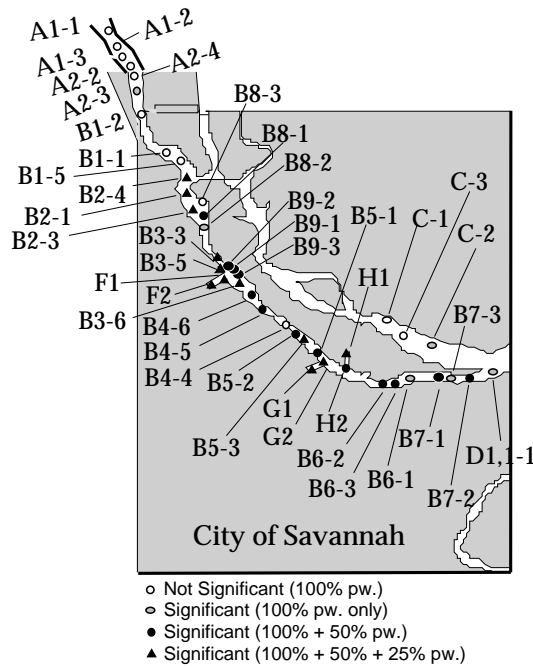 A1-1
A1-2
A1-3
A2-4
A2-2
A2-3
B8-3
B1-2
B8-1
B1-1
B8-2
B1-5
C-3
B2-4
B9-2
B5-1
C-1
B2-1
B9-1
C-2
B2-3
B9-3
B3-3
H1
B3-5
F1
F2
B7-3
B3-6
B4-6
B4-5
B4-4
B5-2
G1
H2
G2
B7-1
B5-3
B6-2
D1,1-1
B6-3
B6-1
B7-2
City of Savannah
Not Significant (100% pw.)
Significant (100% pw. only)
Significant (100% + 50% pw.)
Significant (100% + 50% + 25% pw.)